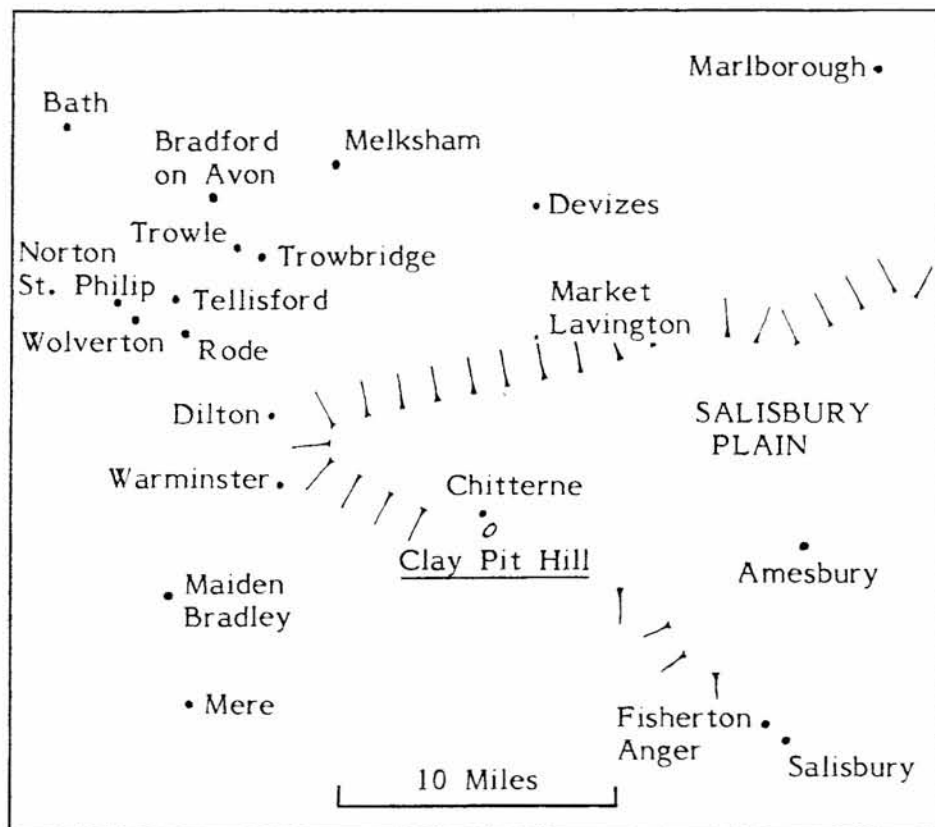 Marlborough
Bath
Bradford
on Avon
Melksham
Devizes
Trowle
Trowbridge
Norton
St. Philip
Tellisford
Market
Lavington
Wolverton
Rode
Dilton
SALISBURY
PLAIN
Warminster
Chitterne
Clay Pit Hill
Amesbury
Maiden
Bradley
Mere
Fisherton
Anger
Salisbury
10 Miles